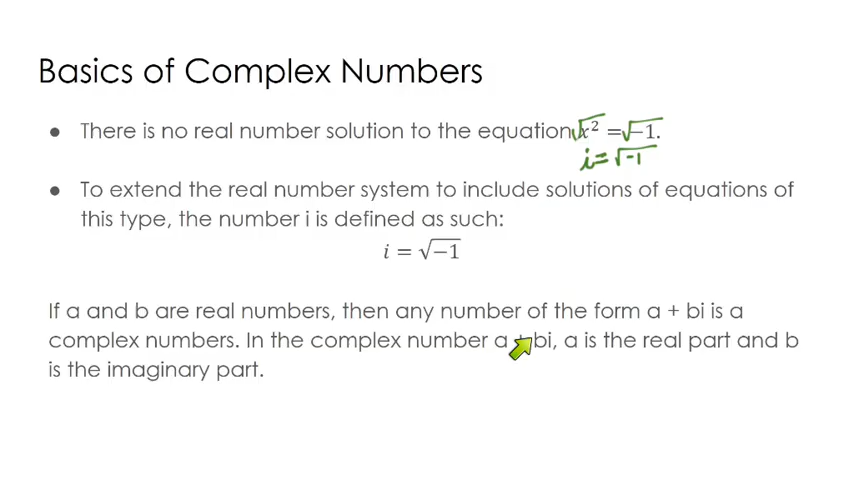 Basics of Complex Numbers
● There is no real number solution to the equation √x² = √−1.
i = √-1
● To extend the real number system to include solutions of equations of
this type, the number i is defined as such:
i = √−1
If a and b are real numbers, then any number of the form a + bi is a
complex numbers. In the complex number a + bi, a is the real part and b
is the imaginary part.